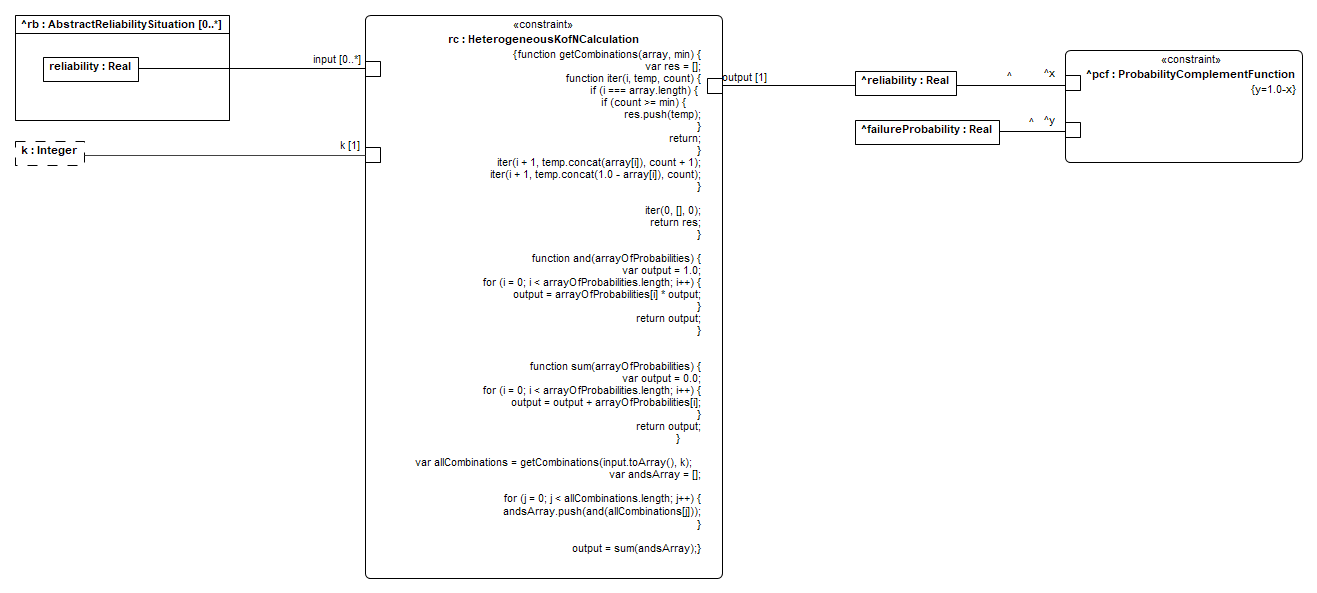 ^rb : AbstractReliabilitySituation [0..*]
reliability : Real
k : Integer
input [0..*]
k [1]
«constraint»
rc : HeterogeneousKofNCalculation
{function getCombinations(array, min) {
var res = [];
function iter(i, temp, count) {
if (i === array.length) {
if (count >= min) {
res.push(temp);
}
return;
}
iter(i + 1, temp.concat(array[i]), count + 1);
iter(i + 1, temp.concat(1.0 - array[i]), count);
}
iter(0, [], 0);
return res;
}
function and(arrayOfProbabilities) {
var output = 1.0;
for (i = 0; i < arrayOfProbabilities.length; i++) {
output = arrayOfProbabilities[i] * output;
}
return output;
}
function sum(arrayOfProbabilities) {
var output = 0.0;
for (i = 0; i < arrayOfProbabilities.length; i++) {
output = output + arrayOfProbabilities[i];
}
return output;
}
var allCombinations = getCombinations(input.toArray(), k);
var andsArray = [];
for (j = 0; j < allCombinations.length; j++) {
andsArray.push(and(allCombinations[j]));
}
output = sum(andsArray);}
output [1]
^reliability : Real
^failureProbability : Real
^ ^x
^ ^y
«constraint»
^pcf : ProbabilityComplementFunction
{y=1.0-x}